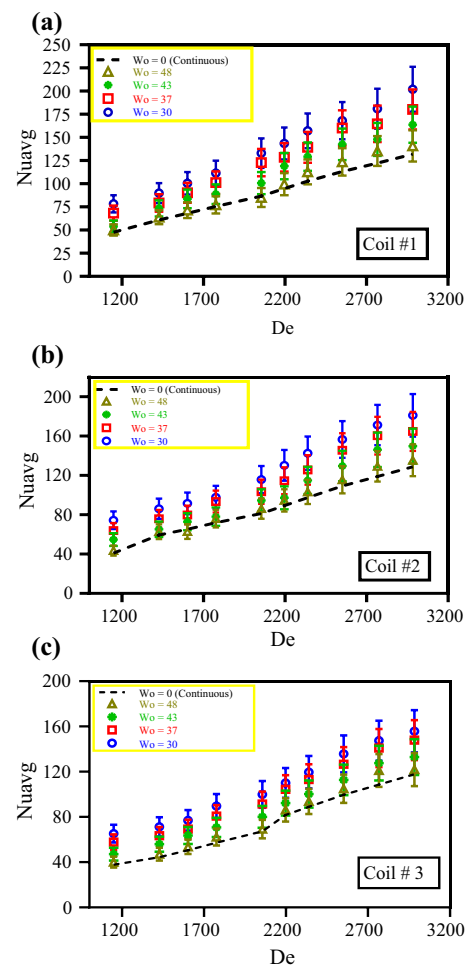 (a)
250
225
200
175
150
125
100
75
50
25
0
Nuavg
Wo = 0 (Continuous)
Wo = 48
Wo = 43
Wo = 37
Wo = 30
Coil #1
1200 1700 2200 2700 3200
De
(b)
200
160
120
80
40
0
Nuavg
Wo = 0 (Continuous)
Wo = 48
Wo = 43
Wo = 37
Wo = 30
Coil #2
1200 1700 2200 2700 3200
De
(c)
200
160
120
80
40
0
Nuavg
Wo = 0 (Continuous)
Wo = 48
Wo = 43
Wo = 37
Wo = 30
Coil # 3
1200 1700 2200 2700 3200
De